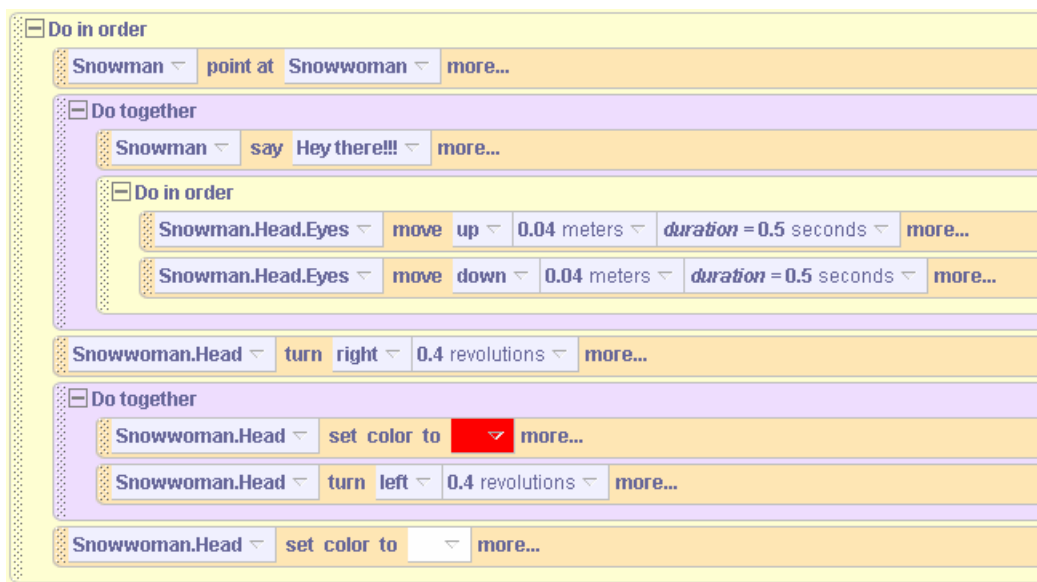 Do in order
Snowman point at Snowwoman more...
Do together
Snowman say Hey there!!! more...
Do in order
Snowman.Head.Eyes move up 0.04 meters duration = 0.5 seconds more...
Snowman.Head.Eyes move down 0.04 meters duration = 0.5 seconds more...
Snowwoman.Head turn right 0.4 revolutions more...
Do together
Snowwoman.Head set color to more...
Snowwoman.Head turn left 0.4 revolutions more...
Snowwoman.Head set color to more...